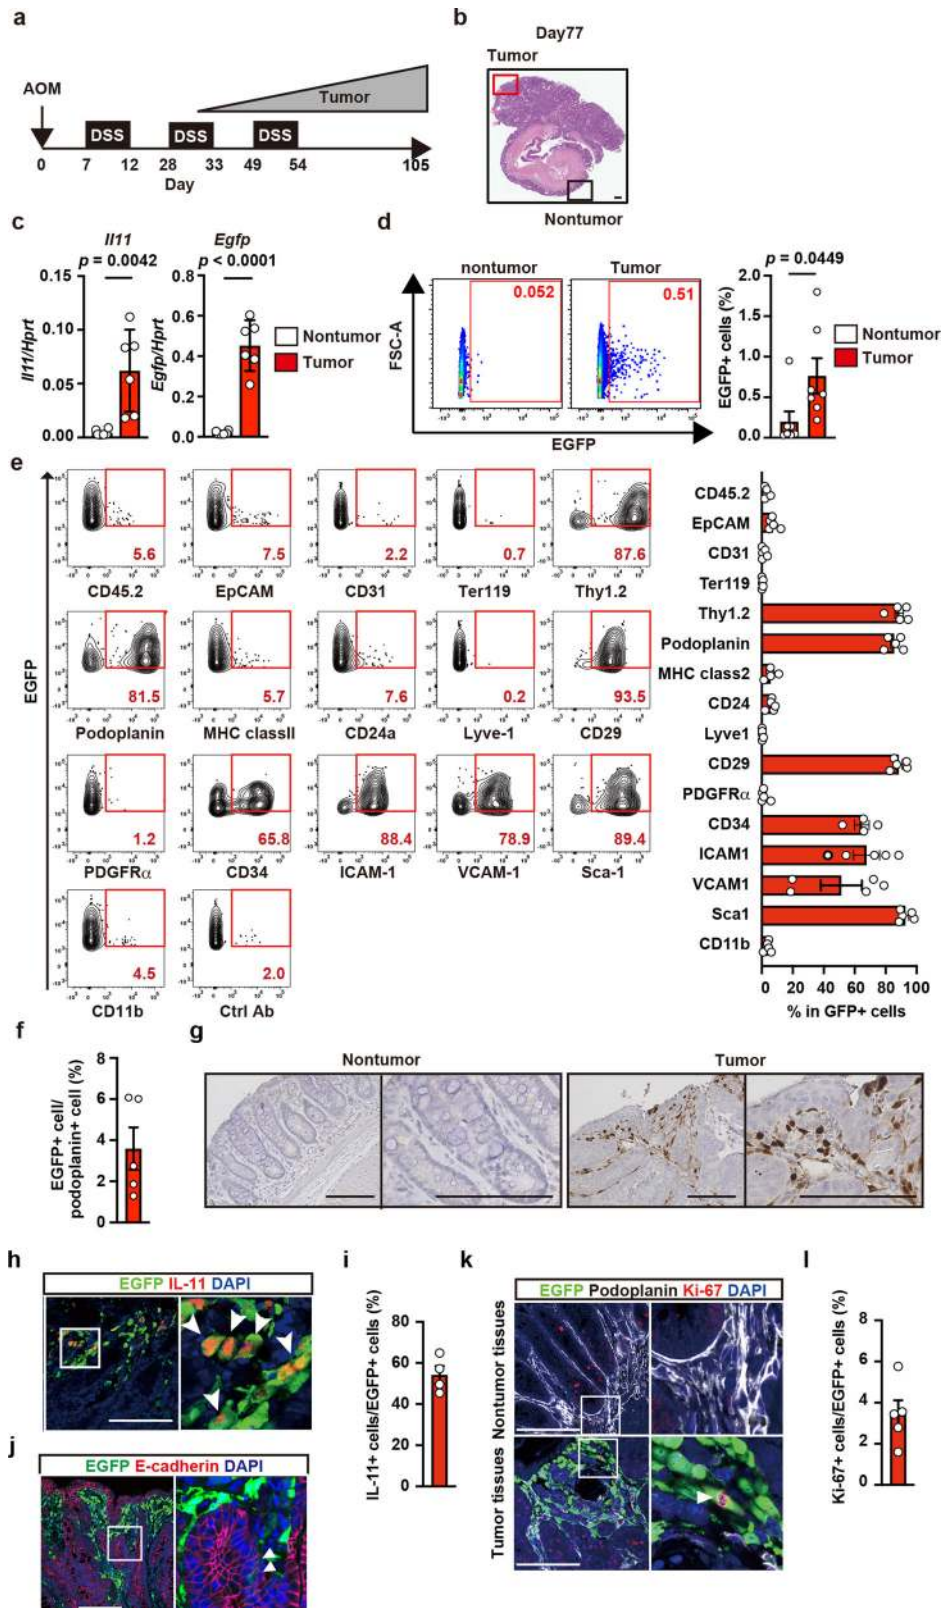 a
AOM
Tumor
DSS
DSS
DSS
0
7
12
28
33
49
54
105
Day
b
Day77
Tumor
Nontumor
c
Il11
p = 0.0042
Il11/Hprt
0.15
0.10
0.05
0.00
Egfp
p < 0.0001
Egfp/Hprt
0.8
0.6
0.4
0.2
0.0
Nontumor
Tumor
d
nontumor
Tumor
0.052
0.51
FSC-A
EGFP
p = 0.0449
EGFP+ cells (%)
2.0
1.5
1.0
0.5
0.0
Nontumor
Tumor
e
EGFP
5.6
7.5
2.2
0.7
87.6
CD45.2
EpCAM
CD31
Ter119
Thy1.2
81.5
5.7
7.6
0.2
93.5
Podoplanin
MHC classII
CD24a
Lyve-1
CD29
1.2
65.8
88.4
78.9
89.4
PDGFRα
CD34
ICAM-1
VCAM-1
Sca-1
4.5
2.0
CD11b
Ctrl Ab
CD45.2
EpCAM
CD31
Ter119
Thy1.2
Podoplanin
MHC class2
CD24
Lyve1
CD29
PDGFRα
CD34
ICAM1
VCAM1
Sca1
CD11b
0 20 40 60 80 100
% in GFP+ cells
f
EGFP+ cell/
podoplanin+ cell (%)
8
6
4
2
0
g
Nontumor
Tumor
h
EGFP IL-11 DAPI
i
IL-11+ cells/EGFP+ cells (%)
80
60
40
20
0
j
EGFP E-cadherin DAPI
k
EGFP Podoplanin Ki-67 DAPI
Nontumor tissues
Tumor tissues
l
Ki-67+ cells/EGFP+ cells (%)
8
6
4
2
0